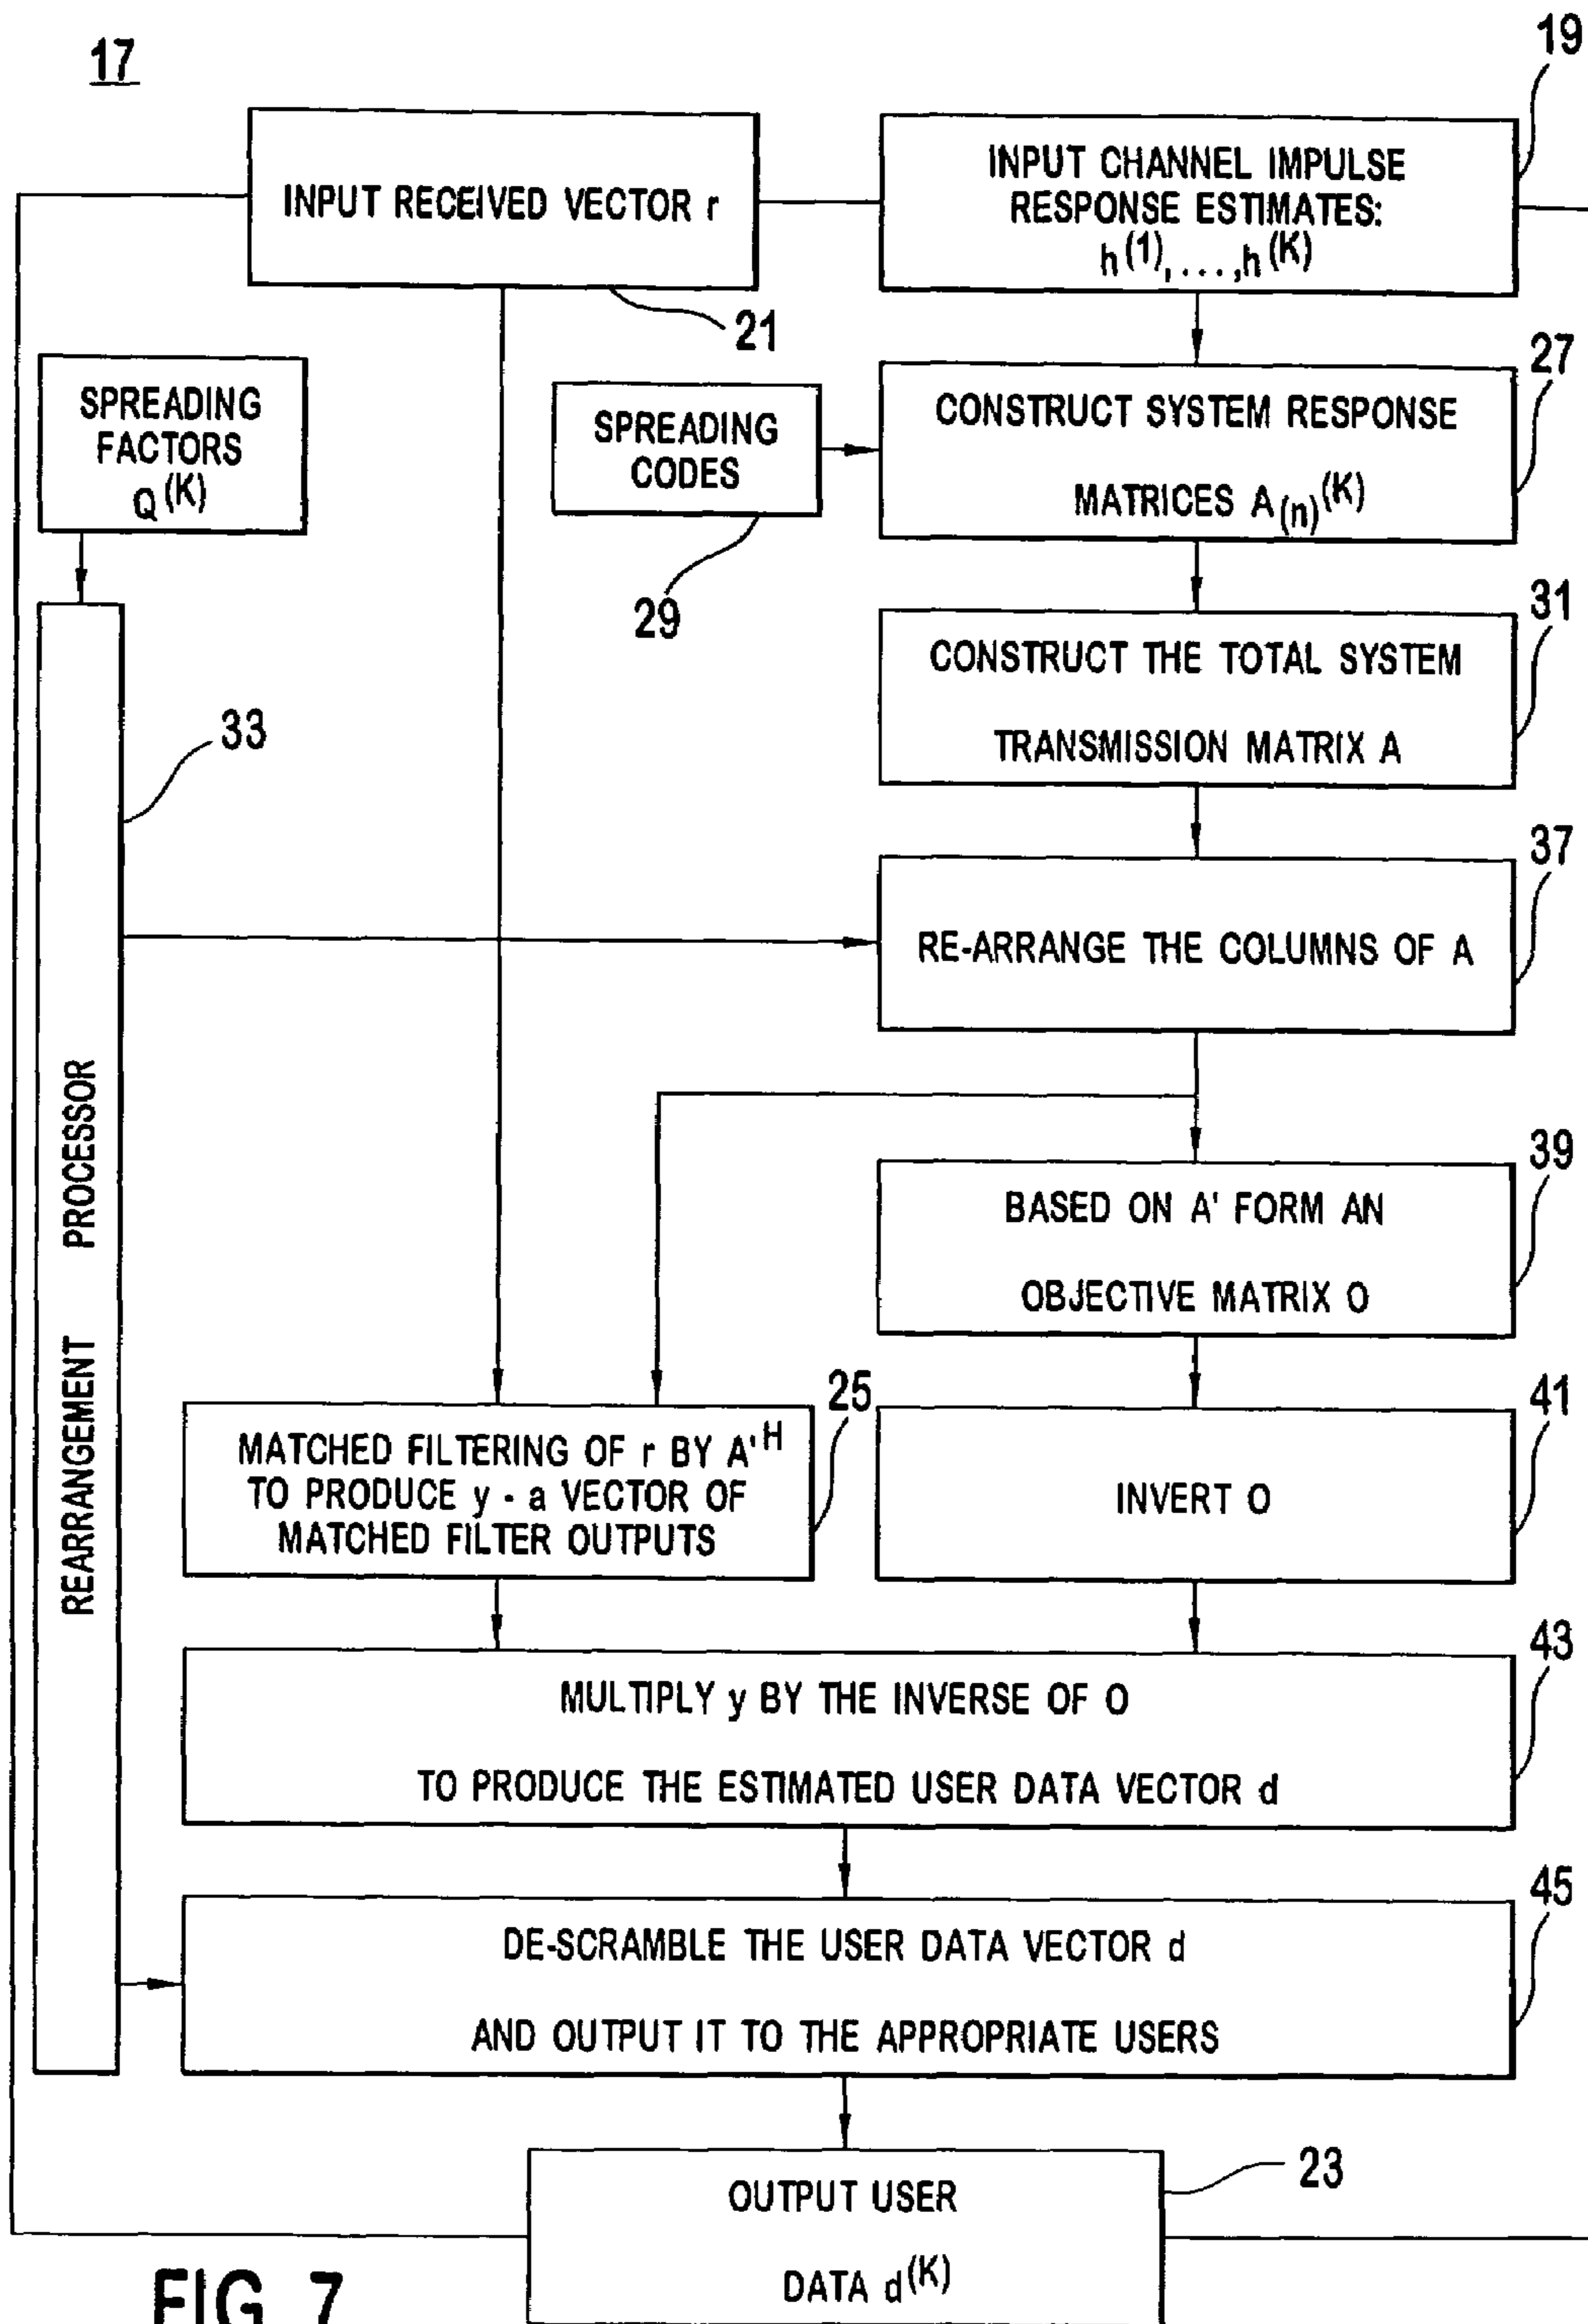 17
19
INPUT RECEIVED VECTOR r
INPUT CHANNEL IMPULSE
RESPONSE ESTIMATES:
h(1),...,h(K)
21
SPREADING
FACTORS
Q(K)
SPREADING
CODES
29
27
CONSTRUCT SYSTEM RESPONSE
MATRICES A(n)(K)
31
CONSTRUCT THE TOTAL SYSTEM
TRANSMISSION MATRIX A
33
37
RE-ARRANGE THE COLUMNS OF A
REARRANGEMENT PROCESSOR
39
BASED ON A' FORM AN
OBJECTIVE MATRIX O
25
MATCHED FILTERING OF r BY A'H
TO PRODUCE y - a VECTOR OF
MATCHED FILTER OUTPUTS
41
INVERT O
43
MULTIPLY y BY THE INVERSE OF O
TO PRODUCE THE ESTIMATED USER DATA VECTOR d
45
DE-SCRAMBLE THE USER DATA VECTOR d
AND OUTPUT IT TO THE APPROPRIATE USERS
23
OUTPUT USER
DATA d(K)
FIG. 7